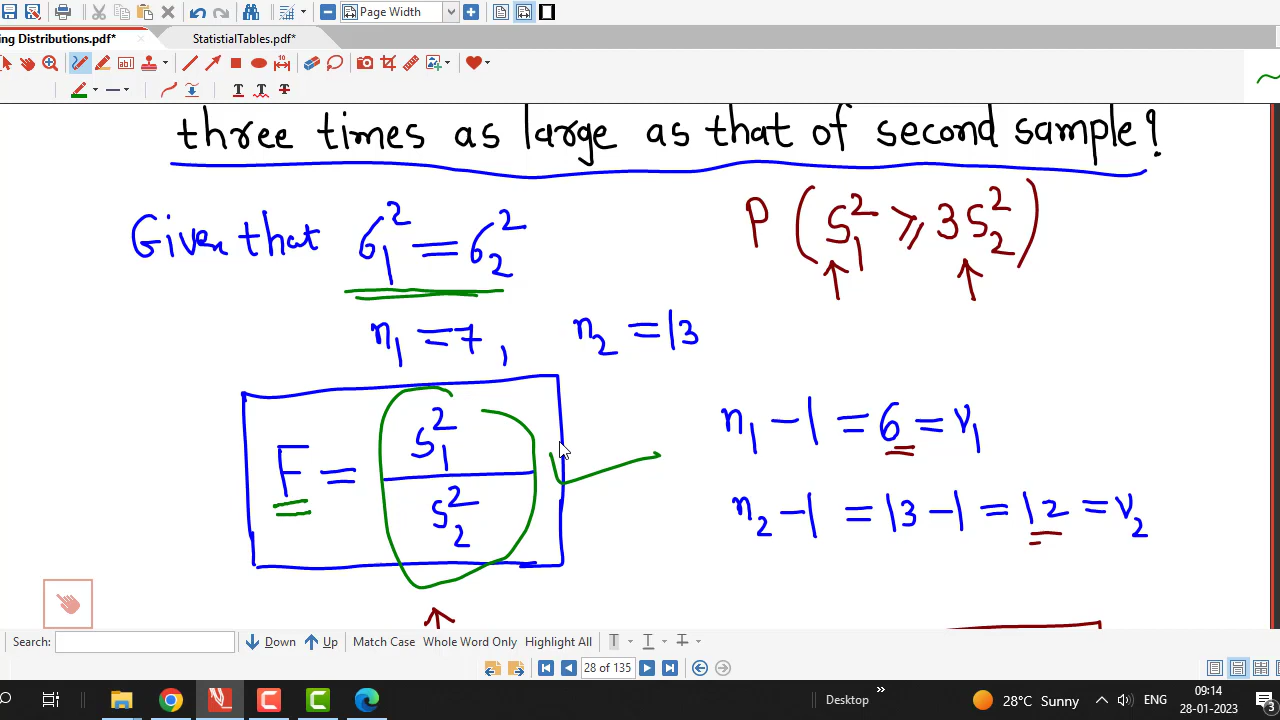 Page Width
ing Distributions.pdf*
StatistialTables.pdf*
three times as large as that of second sample?
Given that σ₁² = σ₂²
P (S₁² ⩾ 3S₂²)
n₁ = 7, n₂ = 13
F = S₁² / S₂²
n₁ − 1 = 6 = ν₁
n₂ − 1 = 13 − 1 = 12 = ν₂
Search: Down Up Match Case Whole Word Only Highlight All T T T
28 of 135
Desktop » 28°C Sunny ENG 09:14
28-01-2023 3